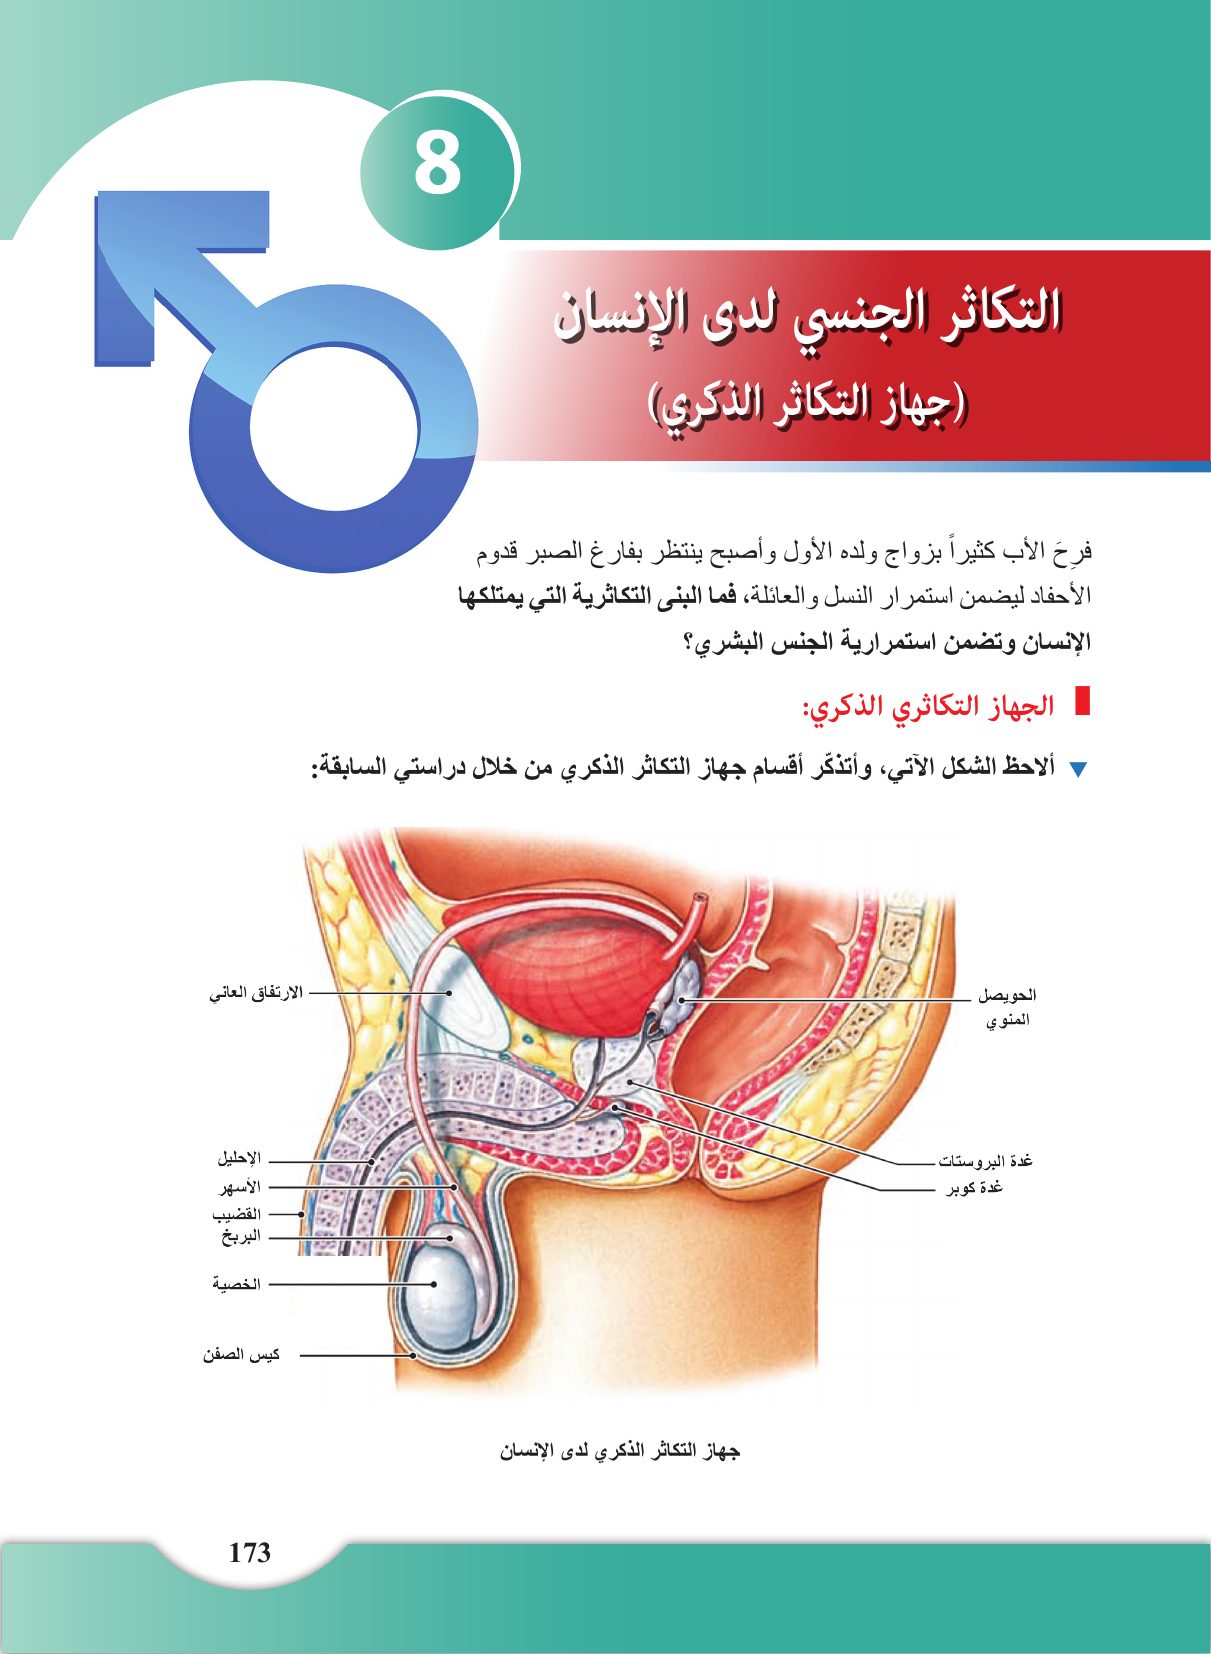 8
التكاثر الجنسي لدى الإنسان
(جهاز التكاثر الذكري)
فرِحَ الأب كثيراً بزواج ولده الأول وأصبح ينتظر بفارغ الصبر قدوم
الأحفاد ليضمن استمرار النسل والعائلة، فما البنى التكاثرية التي يمتلكها
الإنسان وتضمن استمرارية الجنس البشري؟
الجهاز التكاثري الذكري:
ألاحظ الشكل الآتي، وأتذكّر أقسام جهاز التكاثر الذكري من خلال دراستي السابقة:
الحويصل
المنوي
غدة البروستات
غدة كوبر
الارتفاق العاني
الإحليل
الأسهر
القضيب
البربخ
الخصية
كيس الصفن
جهاز التكاثر الذكري لدى الإنسان
173